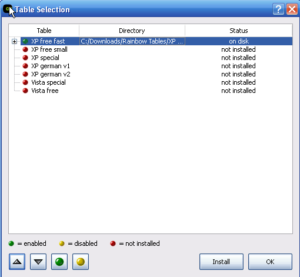 Table Selection
Table Directory Status
XP free fast C:/Downloads/Rainbow Tables/XP ... on disk
XP free small not installed
XP special not installed
XP german v1 not installed
XP german v2 not installed
Vista special not installed
Vista free not installed
= enabled = disabled = not installed
Install OK